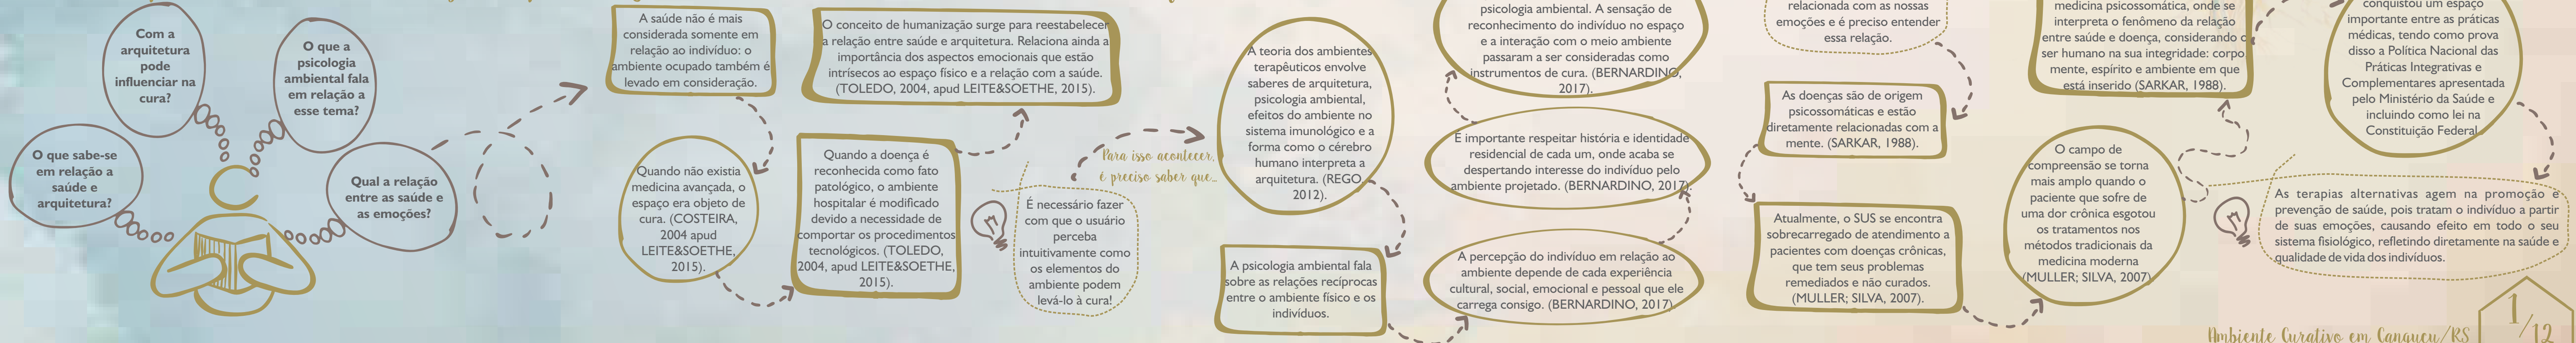 Com a
arquitetura
pode
influenciar na
cura?
O que a
psicologia
ambiental fala
em relação a
esse tema?
O que sabe-se
em relação a
saúde e
arquitetura?
Qual a relação
entre as saúde e
as emoções?
A saúde não é mais
considerada somente em
relação ao indivíduo: o
ambiente ocupado também é
levado em consideração.
Quando não existia
medicina avançada, o
espaço era objeto de
cura. (COSTEIRA,
2004 apud
LEITE&SOETHE,
2015).
Quando a doença é
reconhecida como fato
patológico, o ambiente
hospitalar é modificado
devido a necessidade de
comportar os procedimentos
tecnológicos. (TOLEDO,
2004, apud LEITE&SOETHE,
2015).
O conceito de humanização surge para reestabelecer
a relação entre saúde e arquitetura. Relaciona ainda a
importância dos aspectos emocionais que estão
intrísecos ao espaço físico e a relação com a saúde.
(TOLEDO, 2004, apud LEITE&SOETHE, 2015).
É necessário fazer
com que o usuário
perceba
intuitivamente como
os elementos do
ambiente podem
levá-lo à cura!
Para isso acontecer,
é preciso saber que...
A teoria dos ambientes
terapêuticos envolve
saberes de arquitetura,
psicologia ambiental,
efeitos do ambiente no
sistema imunológico e a
forma como o cérebro
humano interpreta a
arquitetura. (REGO,
2012).
A psicologia ambiental fala
sobre as relações recíprocas
entre o ambiente físico e os
indivíduos.
A percepção do indivíduo em relação ao
ambiente depende de cada experiência
cultural, social, emocional e pessoal que ele
carrega consigo. (BERNARDINO, 2017).
É importante respeitar história e identidade
residencial de cada um, onde acaba se
despertando interesse do indivíduo pelo
ambiente projetado. (BERNARDINO, 2017).
psicologia ambiental. A sensação de
reconhecimento do indivíduo no espaço
e a interação com o meio ambiente
passaram a ser consideradas como
instrumentos de cura. (BERNARDINO,
2017).
relacionada com as nossas
emoções e é preciso entender
essa relação.
As doenças são de origem
psicossomáticas e estão
diretamente relacionadas com a
mente. (SARKAR, 1988).
Atualmente, o SUS se encontra
sobrecarregado de atendimento a
pacientes com doenças crônicas,
que tem seus problemas
remediados e não curados.
(MULLER; SILVA, 2007).
O campo de
compreensão se torna
mais amplo quando o
paciente que sofre de
uma dor crônica esgotou
os tratamentos nos
métodos tradicionais da
medicina moderna
(MULLER; SILVA, 2007).
medicina psicossomática, onde se
interpreta o fenômeno da relação
entre saúde e doença, considerando o
ser humano na sua integridade: corpo,
mente, espírito e ambiente em que
está inserido (SARKAR, 1988).
conquistou um espaço
importante entre as práticas
médicas, tendo como prova
disso a Política Nacional das
Práticas Integrativas e
Complementares apresentada
pelo Ministério da Saúde e
incluindo como lei na
Constituição Federal.
As terapias alternativas agem na promoção e
prevenção de saúde, pois tratam o indivíduo a partir
de suas emoções, causando efeito em todo o seu
sistema fisiológico, refletindo diretamente na saúde e
qualidade de vida dos indivíduos.
Ambiente Curativo em Canguçu/RS
1/12